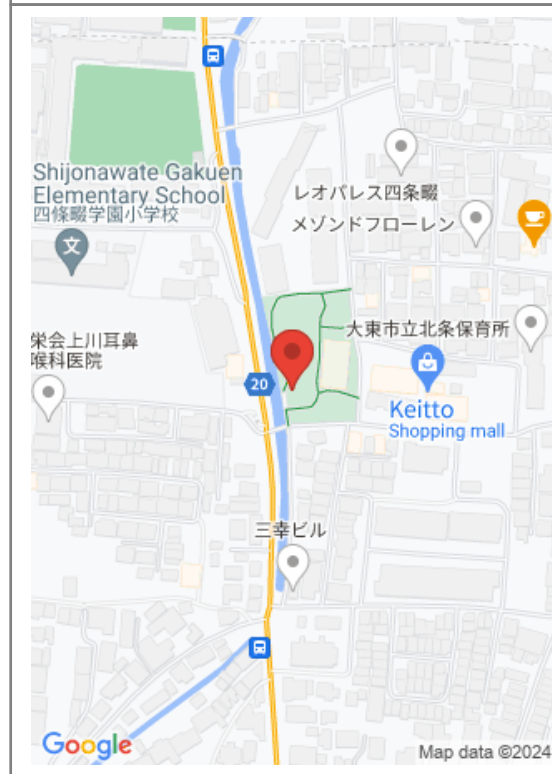 Shijonawate Gakuen
Elementary School
四條畷学園小学校
文
レオパレス四条畷
メゾンドフローレン
栄会上川耳鼻
喉科医院
大東市立北条保育所
20
Keitto
Shopping mall
三幸ビル
Google
Map data ©2024